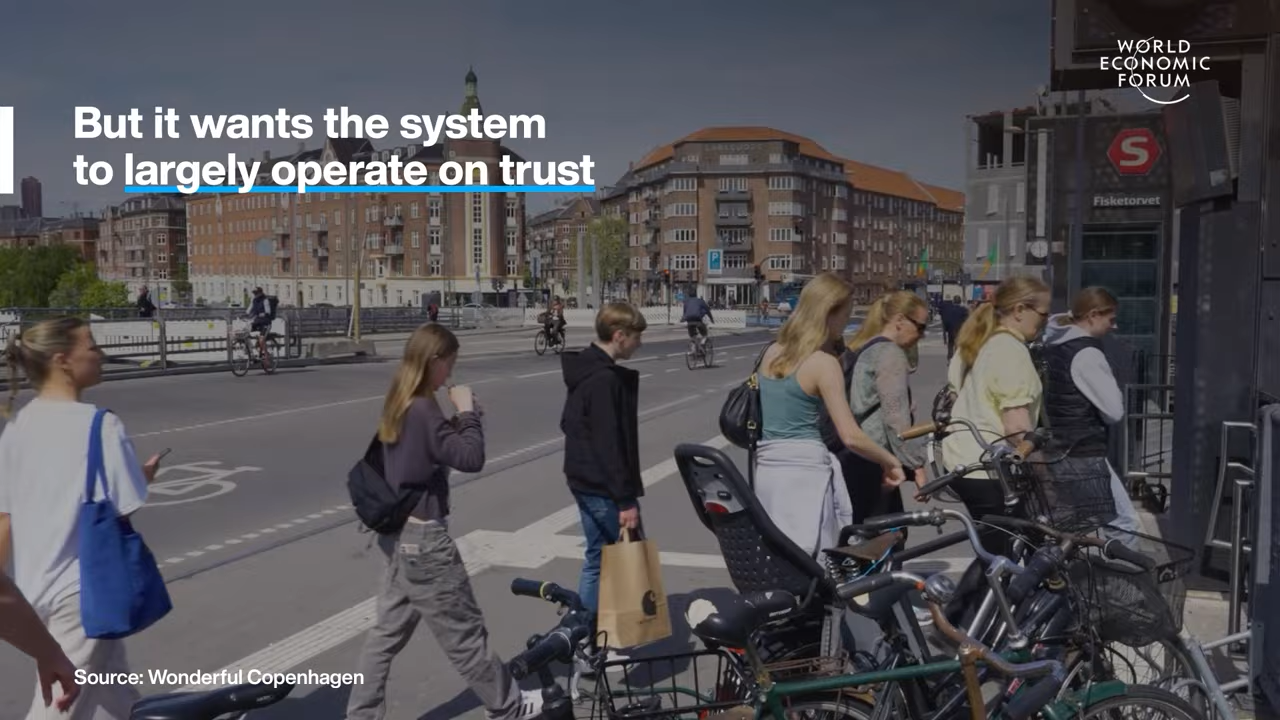 WORLD
ECONOMIC
FORUM
But it wants the system
to largely operate on trust
S
Fisketorvet
P
Source: Wonderful Copenhagen